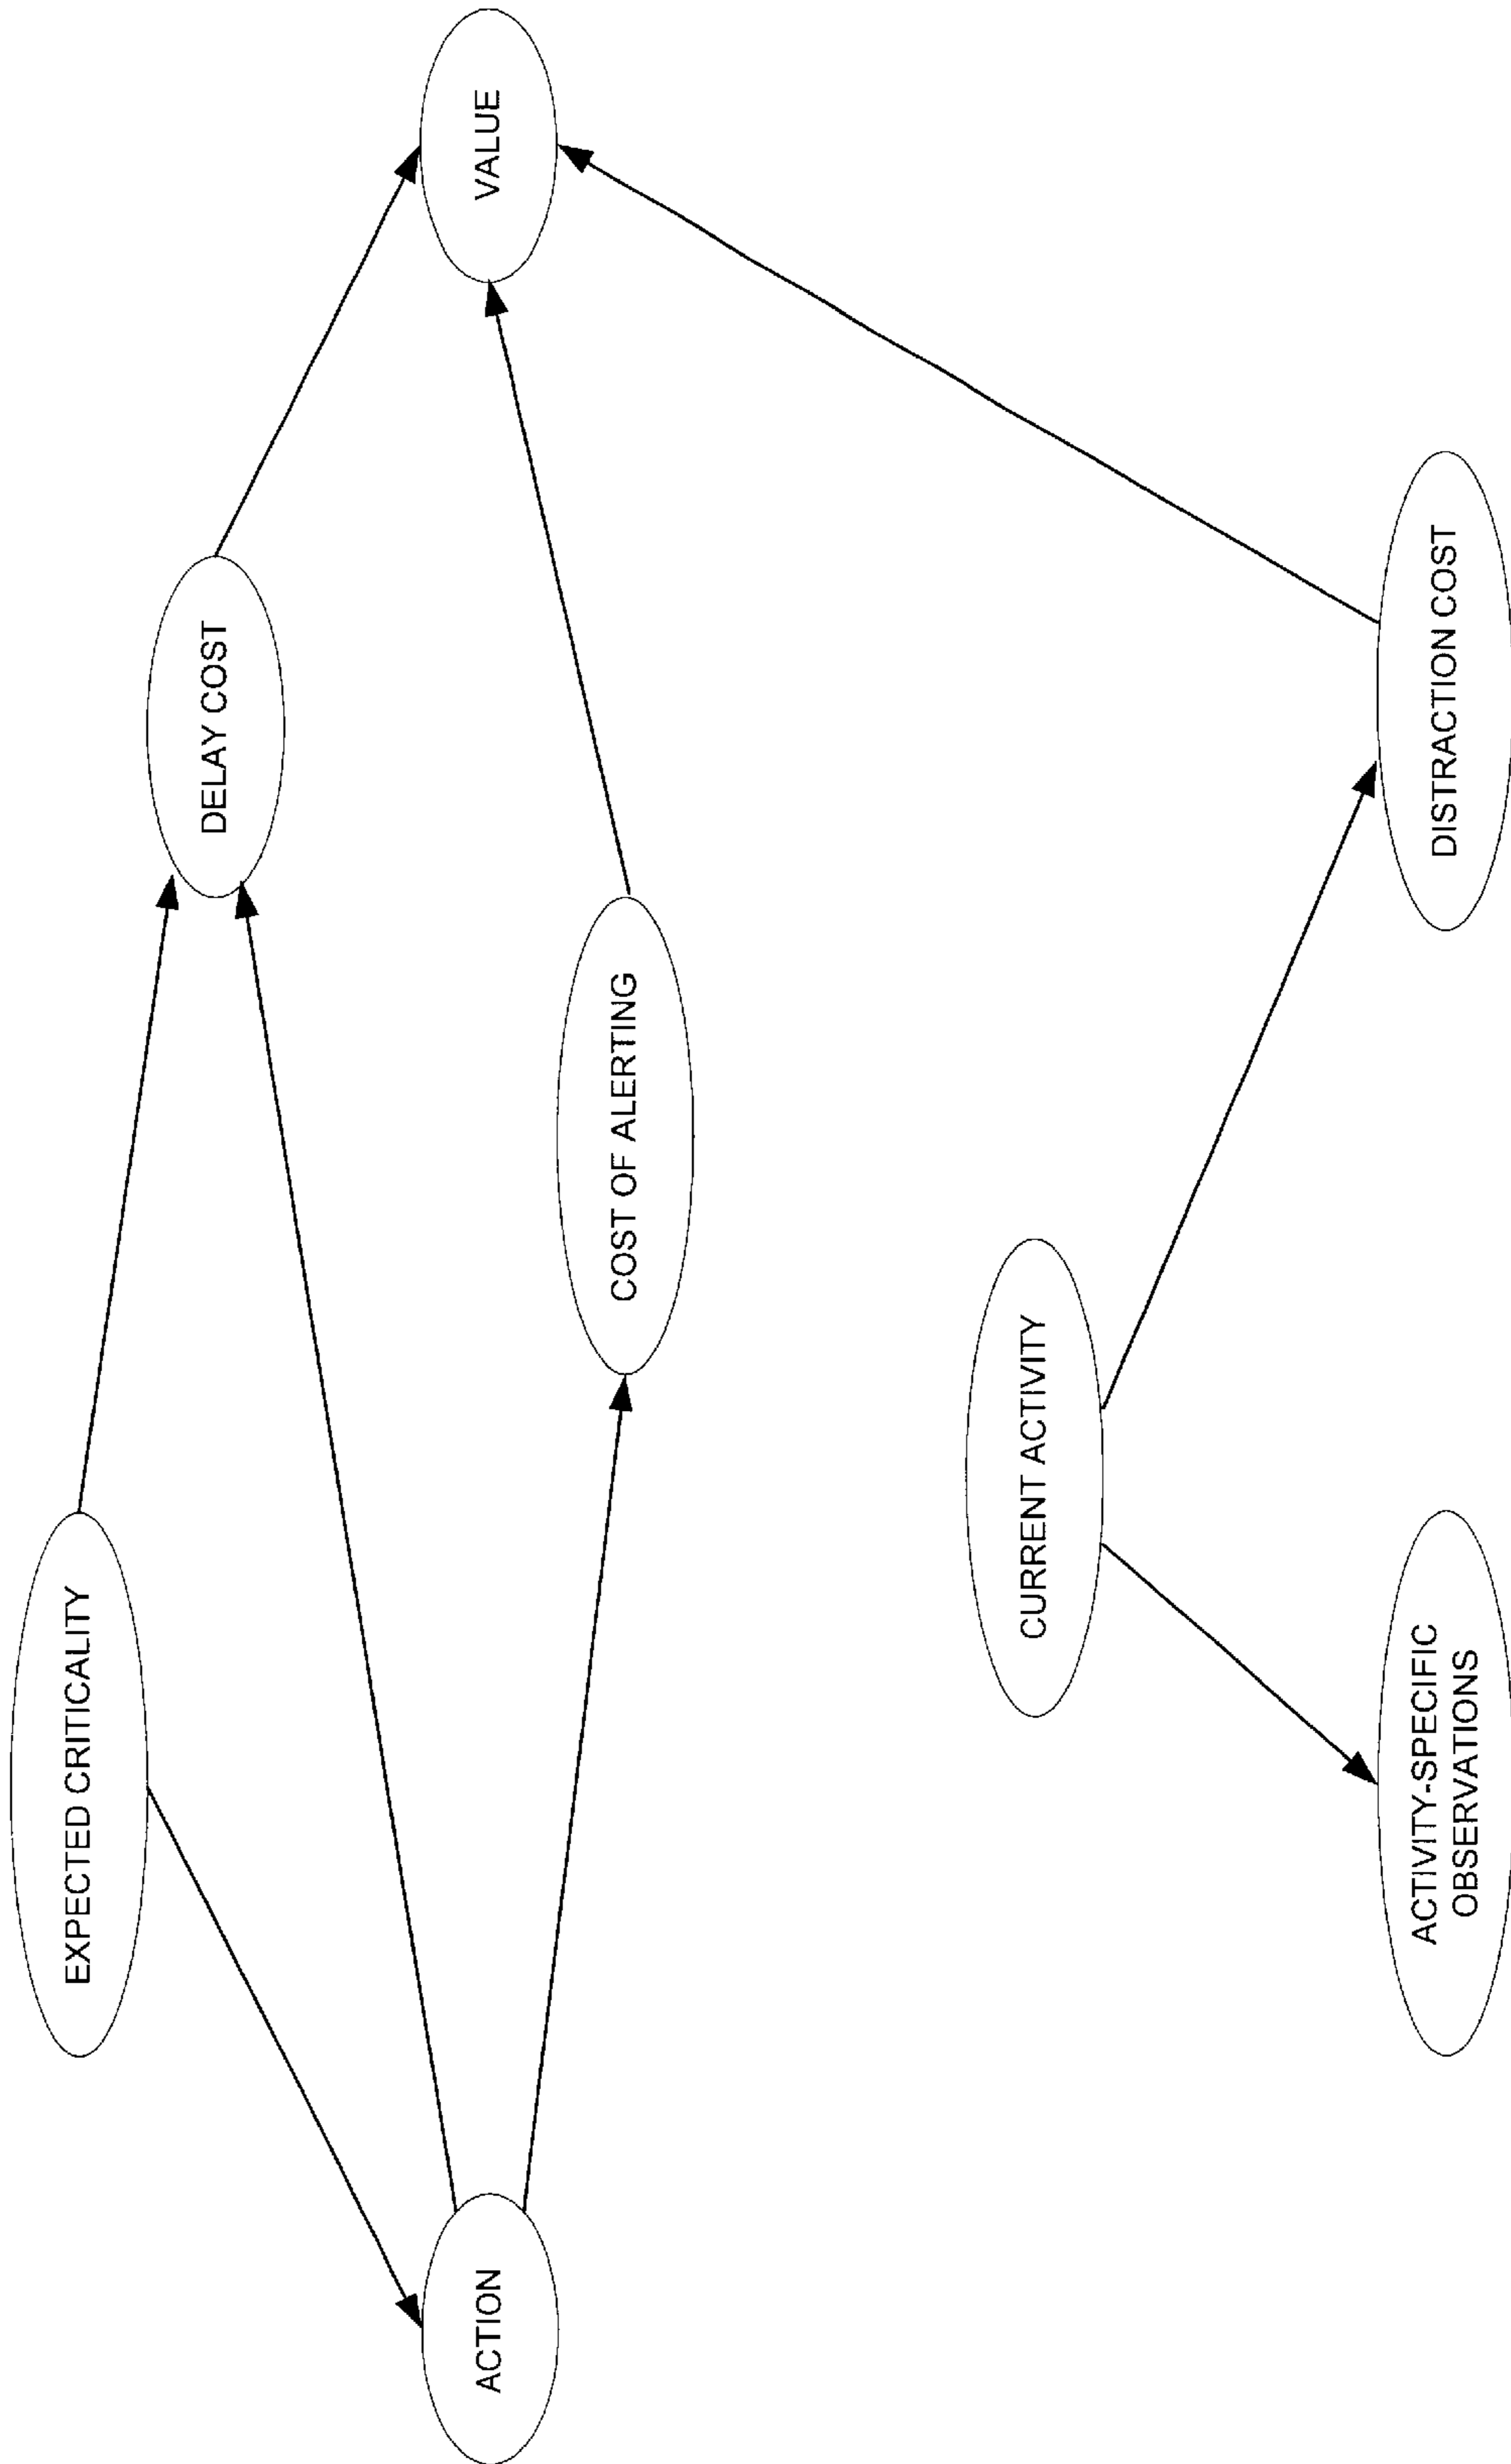 EXPECTED CRITICALITY
DELAY COST
ACTION
VALUE
COST OF ALERTING
CURRENT ACTIVITY
ACTIVITY-SPECIFIC
OBSERVATIONS
DISTRACTION COST